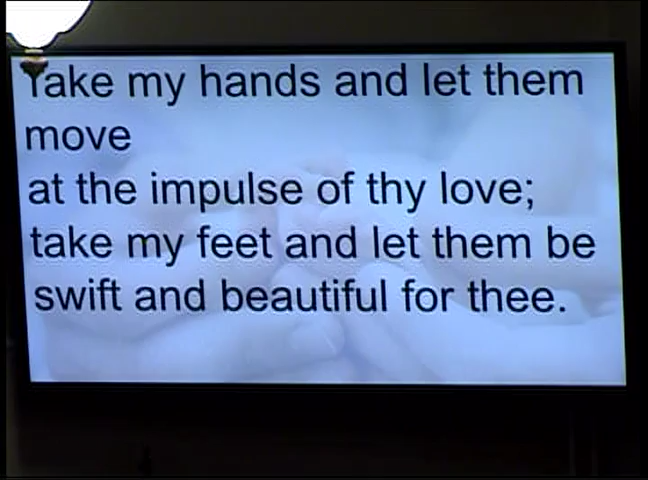 Take my hands and let them
move
at the impulse of thy love;
take my feet and let them be
swift and beautiful for thee.